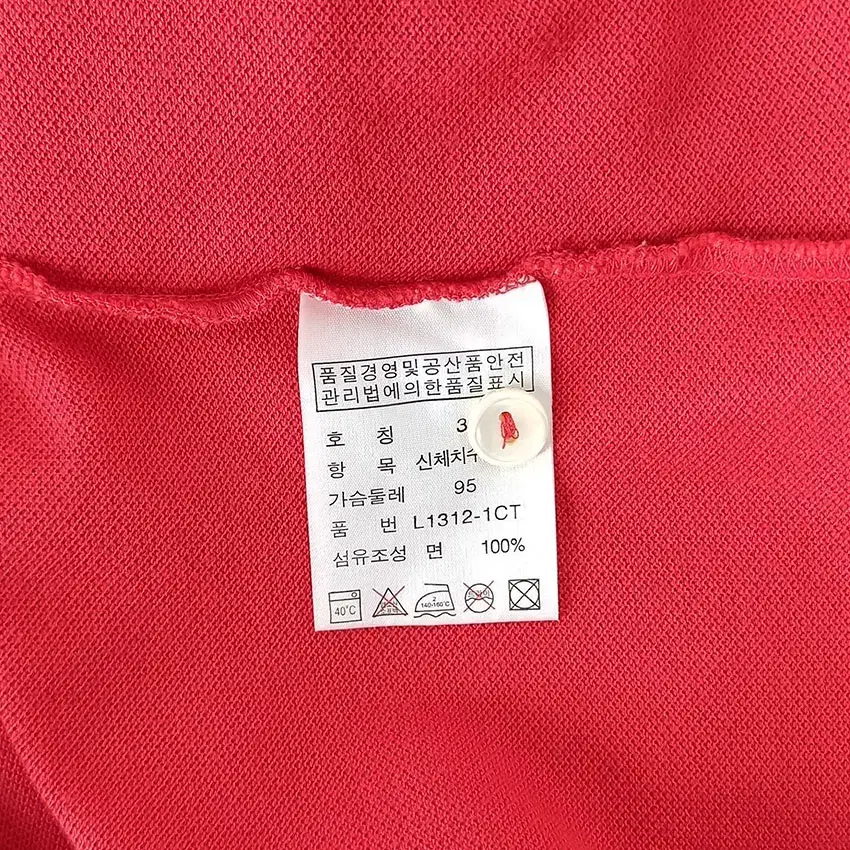 품질경영및공산품안전
관리법에의한품질표시
호 칭 3
항 목 신체치수
가슴둘레 95
품 번 L1312-1CT
섬유조성 면 100%
40℃ 2 140-160℃